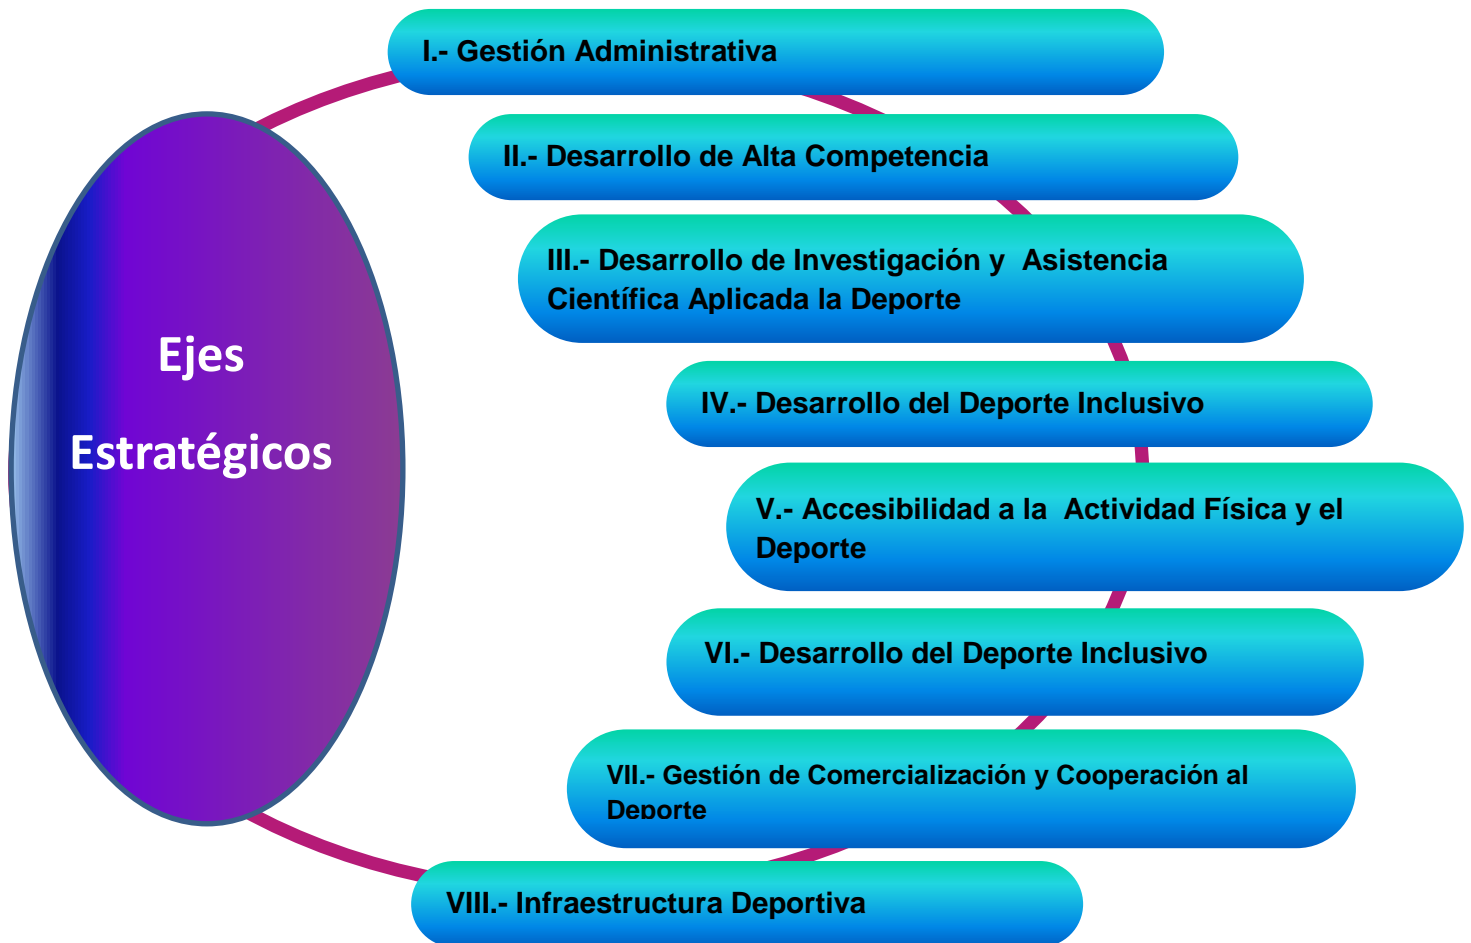 I.- Gestión Administrativa
II.- Desarrollo de Alta Competencia
III.- Desarrollo de Investigación y  Asistencia
Científica Aplicada la Deporte
Ejes
Estratégicos
IV.- Desarrollo del Deporte Inclusivo
V.- Accesibilidad a la  Actividad Física y el
Deporte
VI.- Desarrollo del Deporte Inclusivo
VII.- Gestión de Comercialización y Cooperación al
Deporte
VIII.- Infraestructura Deportiva